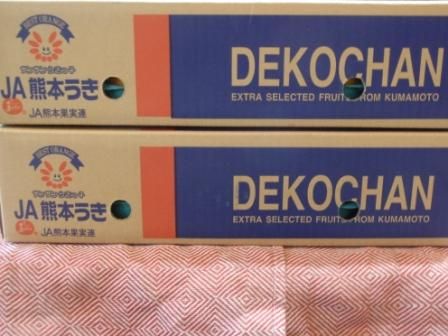 BEST ORANGE
JA熊本うき
JA熊本果実連
DEKOCHAN
EXTRA SELECTED FRUITS FROM KUMAMOTO
BEST ORANGE
JA熊本うき
JA熊本果実連
DEKOCHAN
EXTRA SELECTED FRUITS FROM KUMAMOTO